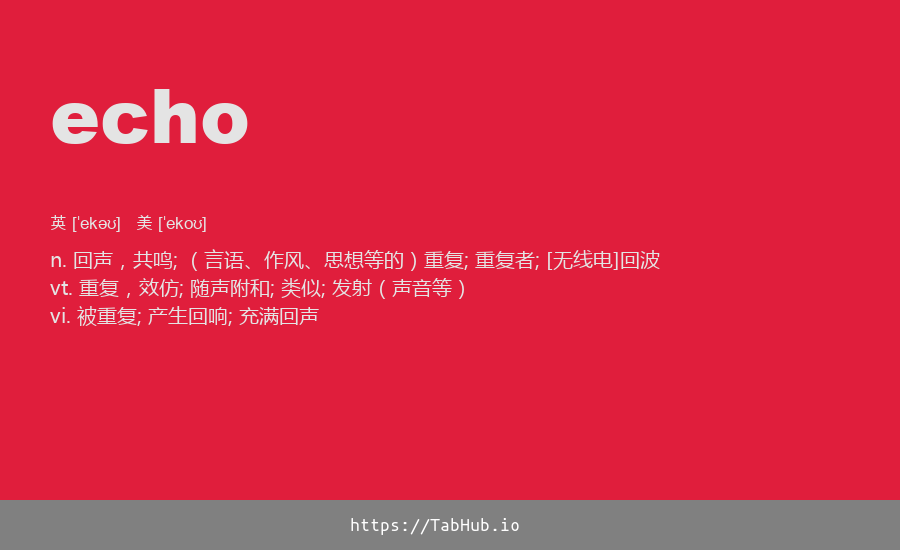 echo
英 ['ekəʊ] 美 ['ekoʊ]
n. 回声，共鸣; （言语、作风、思想等的）重复; 重复者; [无线电]回波
vt. 重复，效仿; 随声附和; 类似; 发射（声音等）
vi. 被重复; 产生回响; 充满回声
https://TabHub.io